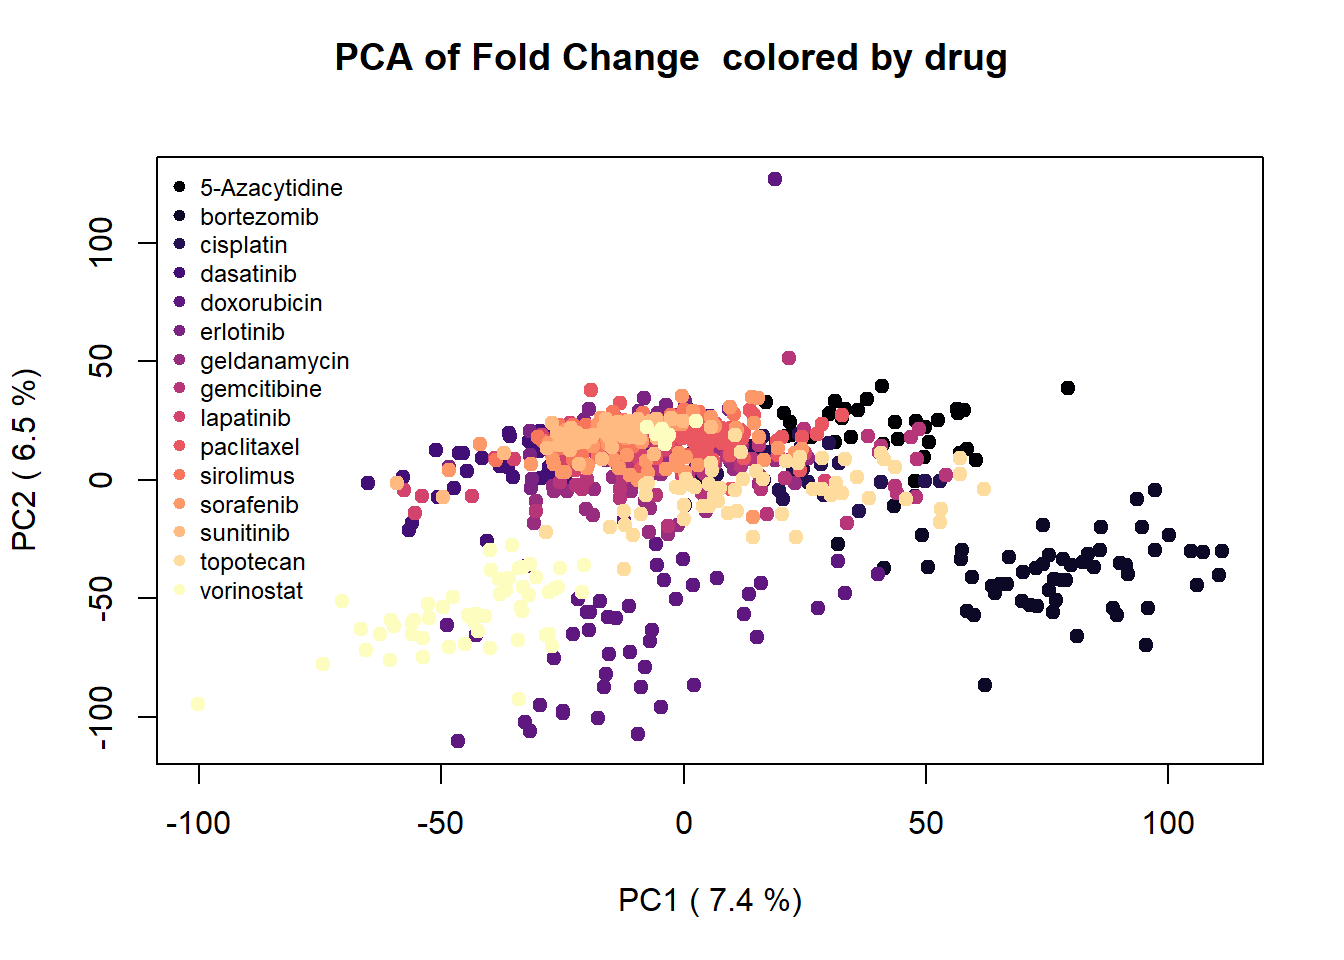 PCA of Fold Change  colored by drug
5-Azacytidine
bortezomib
cisplatin
dasatinib
doxorubicin
erlotinib
geldanamycin
gemcitibine
lapatinib
paclitaxel
sirolimus
sorafenib
sunitinib
topotecan
vorinostat
PC2 ( 6.5 %)
100
50
0
-50
-100
-100
-50
0
50
100
PC1 ( 7.4 %)